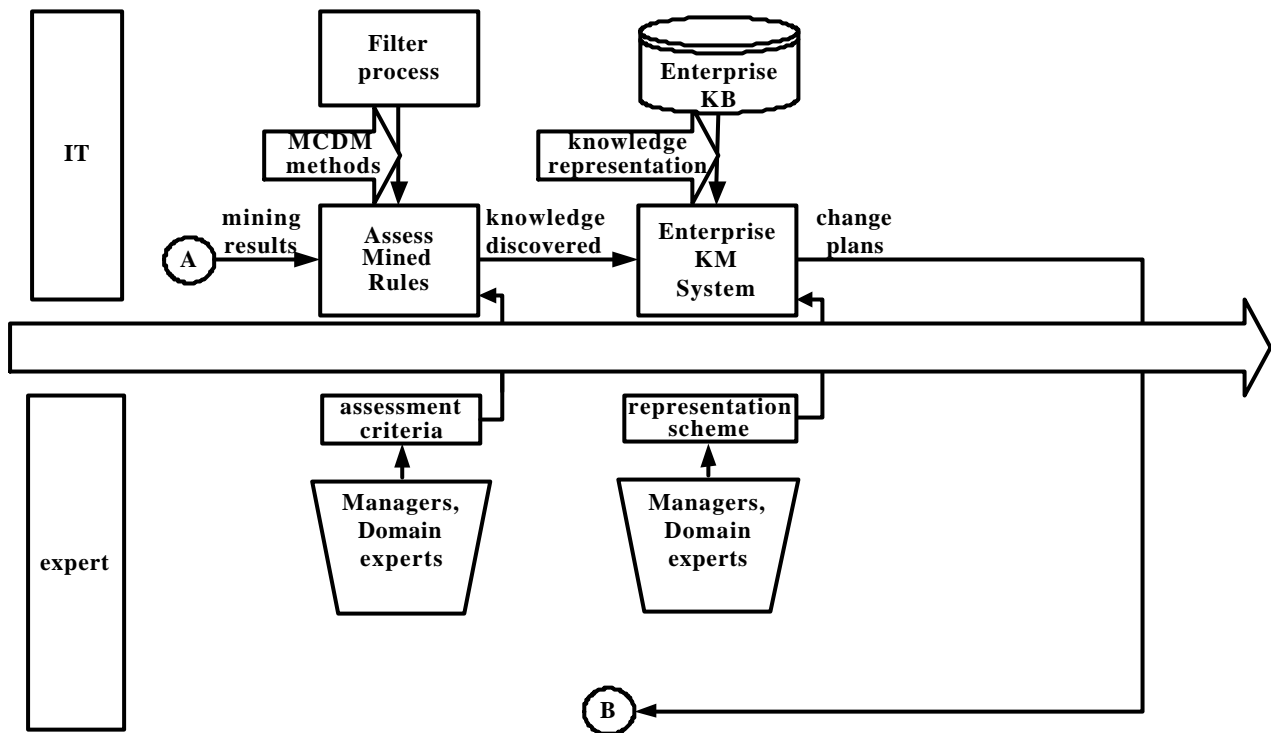 IT
Filter
process
Enterprise
KB
MCDM
methods
knowledge
representation
mining
results
A
Assess
Mined
Rules
knowledge
discovered
Enterprise
KM
System
change
plans
expert
assessment
criteria
representation
scheme
Managers,
Domain
experts
Managers,
Domain
experts
B